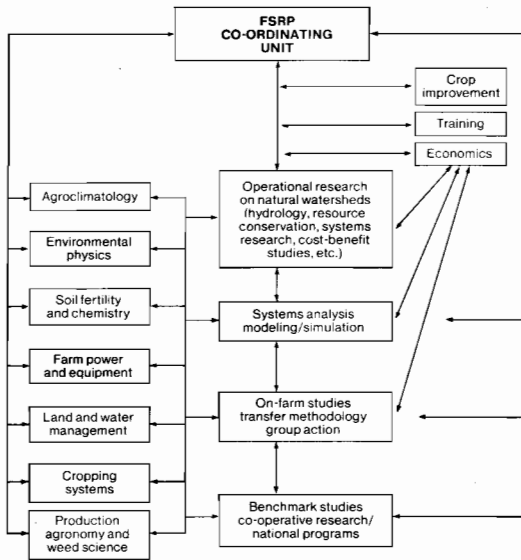 FSRP
CO-ORDINATING
UNIT
Crop
improvement
Training
Economics
Operational research
on natural watersheds
(hydrology, resource
conservation, systems
research, cost-benefit
studies, etc.)
Agroclimatology
Environmental
physics
Soil fertility
and chemistry
Systems analysis
modeling/simulation
Farm power
and equipment
On-farm studies
transfer methodology
group action
Land and water
management
Cropping
systems
Benchmark studies
co-operative research/
national programs
Production
agronomy and
weed science